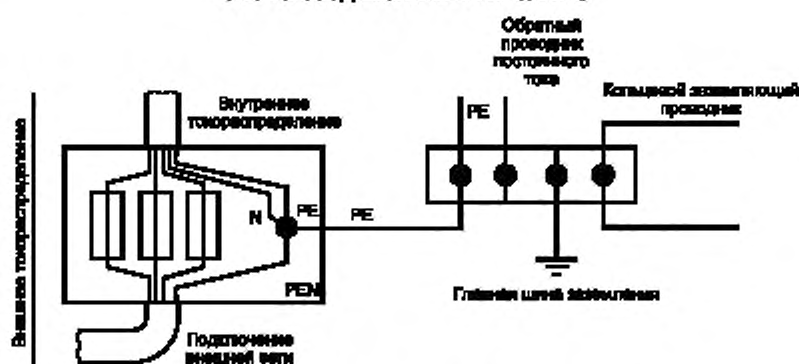 Обратный
проводник
постоянного
тока
Кольцевой заземляющий
проводник
Внутреннее
токораспределение
PE
Внешнее токораспределение
N
PE
PE
PEN
Главная шина заземления
Подключение
внешней сети